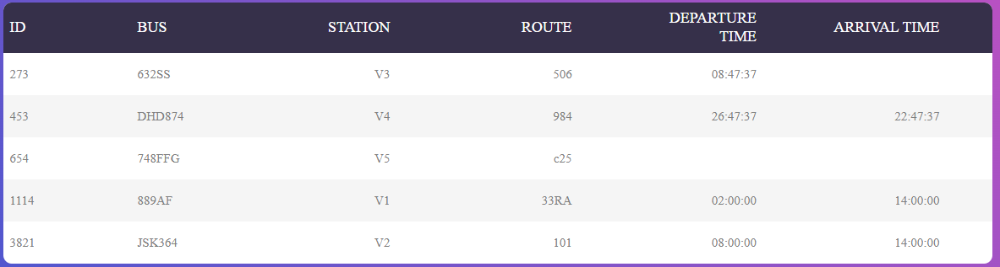 ID BUS STATION ROUTE DEPARTURE TIME ARRIVAL TIME
273 632SS V3 506 08:47:37
453 DHD874 V4 984 26:47:37 22:47:37
654 748FFG V5 c25
1114 889AF V1 33RA 02:00:00 14:00:00
3821 JSK364 V2 101 08:00:00 14:00:00